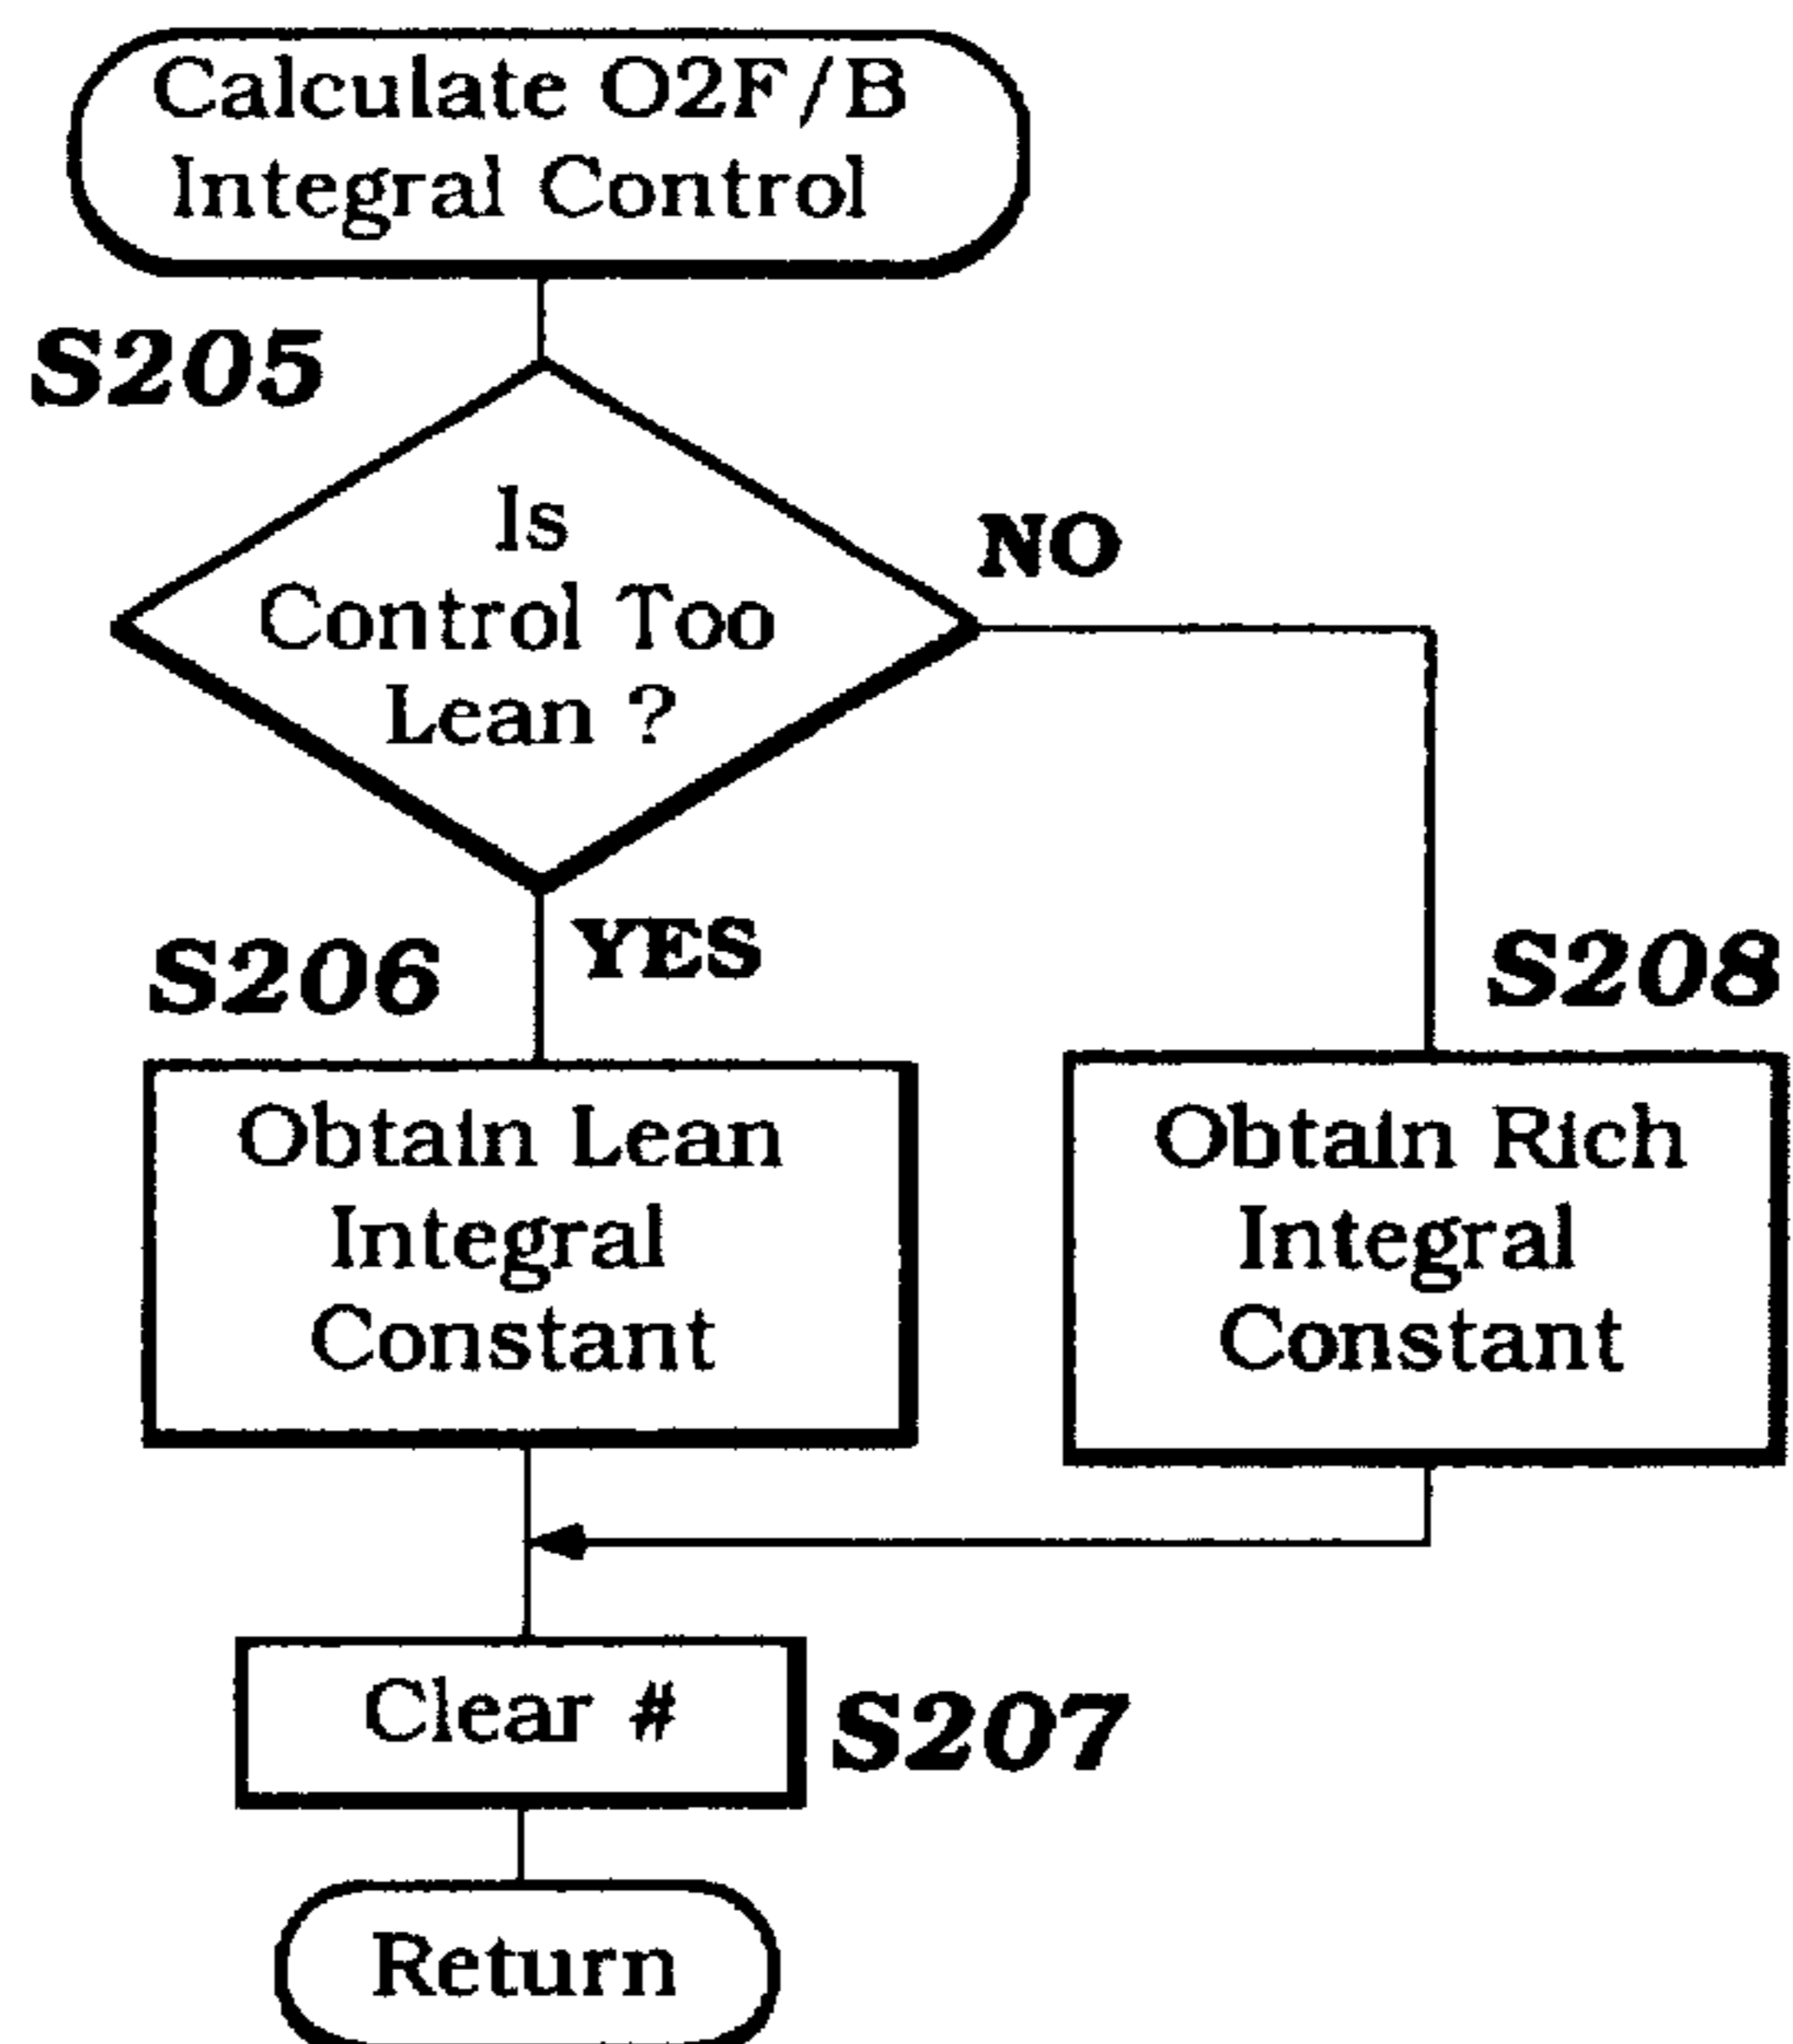 Calculate O2F/B
Integral Control
S205
Is
Control Too
Lean ?
NO
YES
S206
S208
Obtain Lean
Integral
Constant
Obtain Rich
Integral
Constant
Clear #
S207
Return